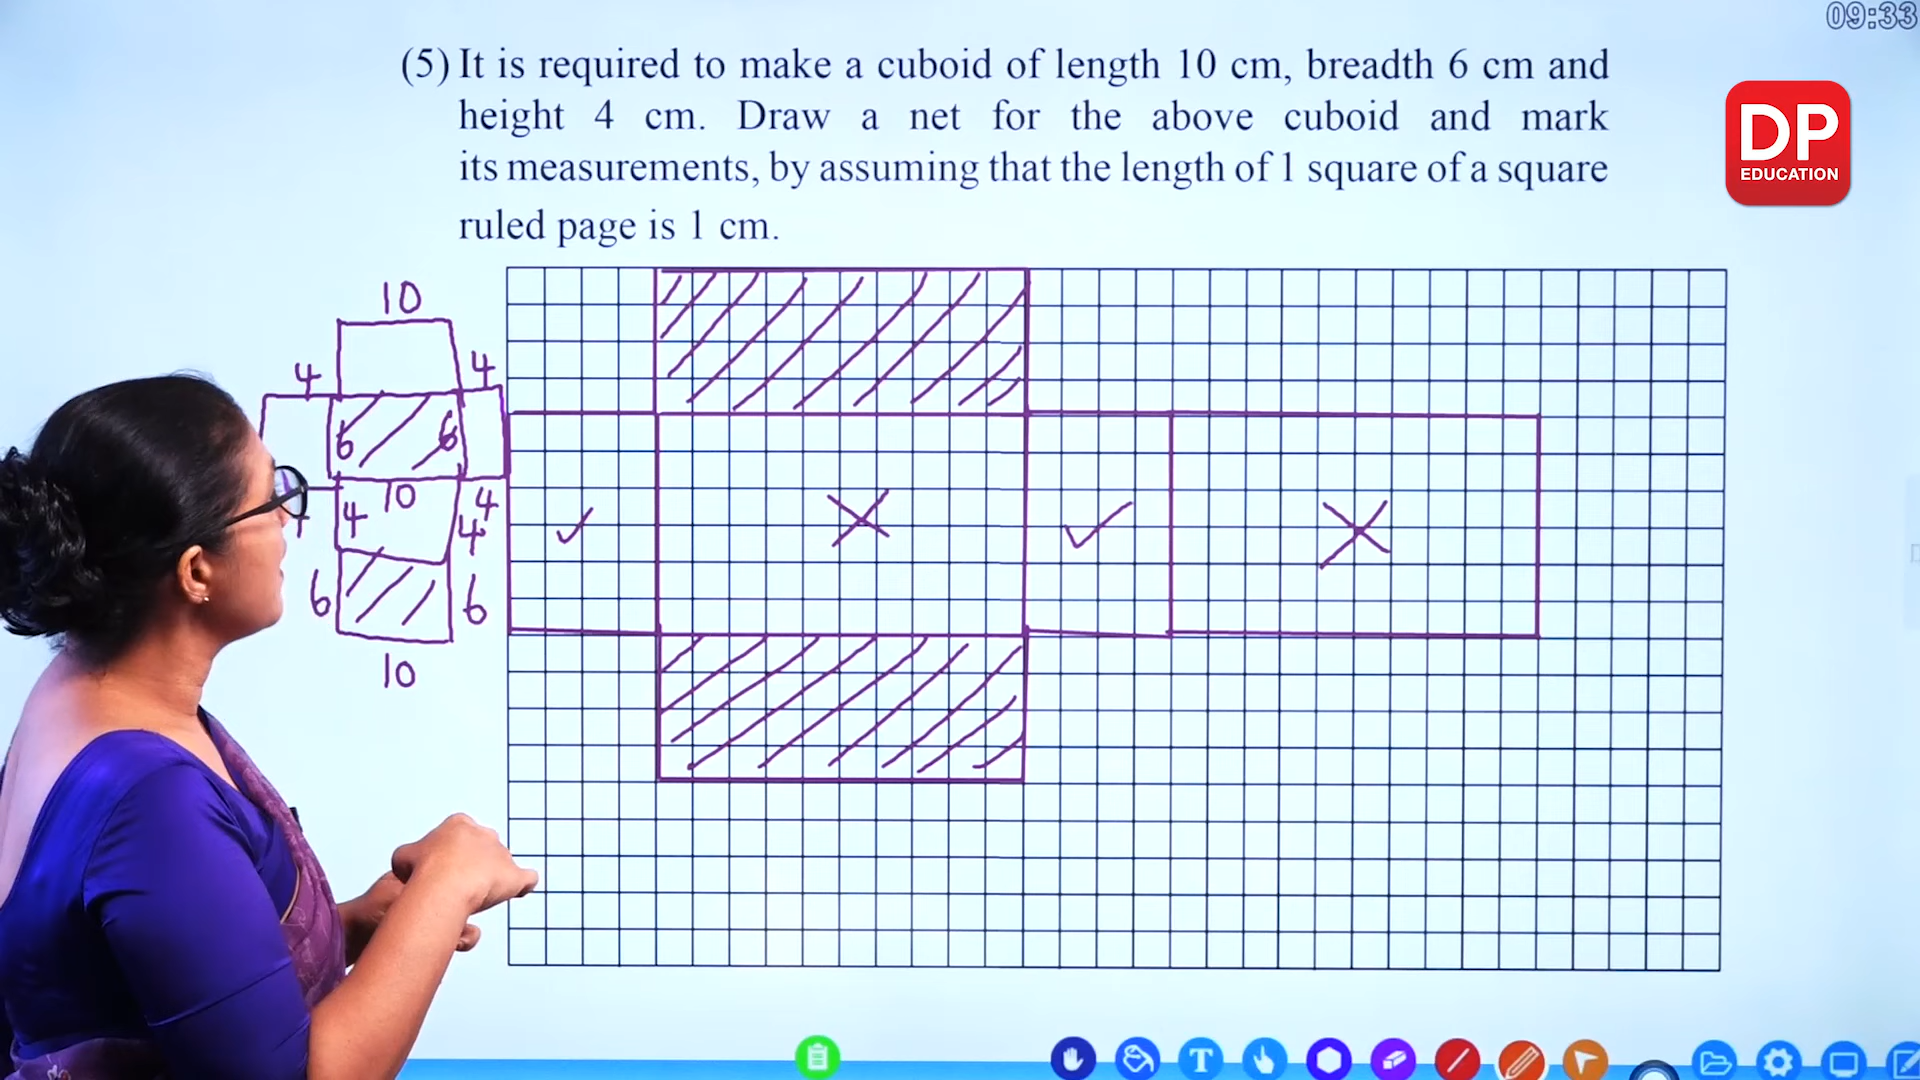 09:33
(5) It is required to make a cuboid of length 10 cm, breadth 6 cm and
height 4 cm. Draw a net for the above cuboid and mark
its measurements, by assuming that the length of 1 square of a square
ruled page is 1 cm.
DP
EDUCATION
10
4 4
6 6
10 4
4 4
6 6
10
T